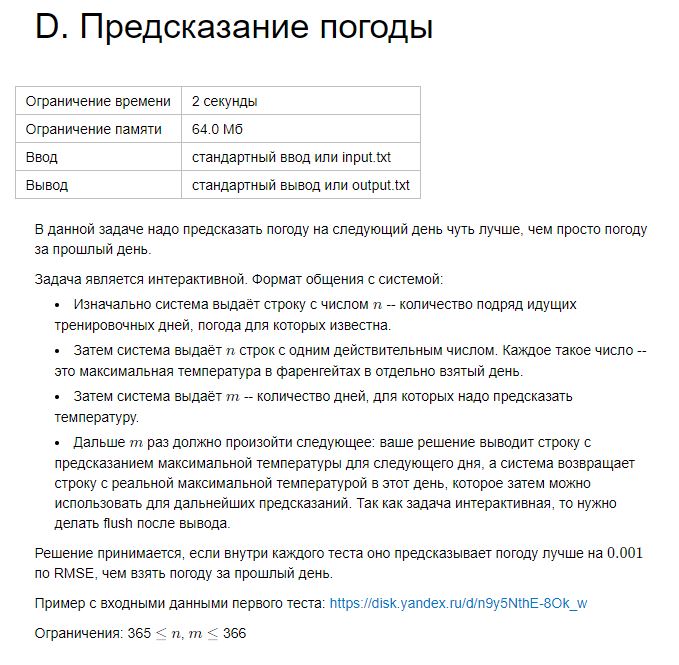 D. Предсказание погоды
Ограничение времени 2 секунды
Ограничение памяти 64.0 Мб
Ввод стандартный ввод или input.txt
Вывод стандартный вывод или output.txt
В данной задаче надо предсказать погоду на следующий день чуть лучше, чем просто погоду
за прошлый день.
Задача является интерактивной. Формат общения с системой:
• Изначально система выдаёт строку с числом n -- количество подряд идущих
тренировочных дней, погода для которых известна.
• Затем система выдаёт n строк с одним действительным числом. Каждое такое число --
это максимальная температура в фаренгейтах в отдельно взятый день.
• Затем система выдаёт m -- количество дней, для которых надо предсказать
температуру.
• Дальше m раз должно произойти следующее: ваше решение выводит строку с
предсказанием максимальной температуры для следующего дня, а система возвращает
строку с реальной максимальной температурой в этот день, которое затем можно
использовать для дальнейших предсказаний. Так как задача интерактивная, то нужно
делать flush после вывода.
Решение принимается, если внутри каждого теста оно предсказывает погоду лучше на 0.001
по RMSE, чем взять погоду за прошлый день.
Пример с входными данными первого теста: https://disk.yandex.ru/d/n9y5NthE-8Ok_w
Ограничения: 365 ≤ n, m ≤ 366